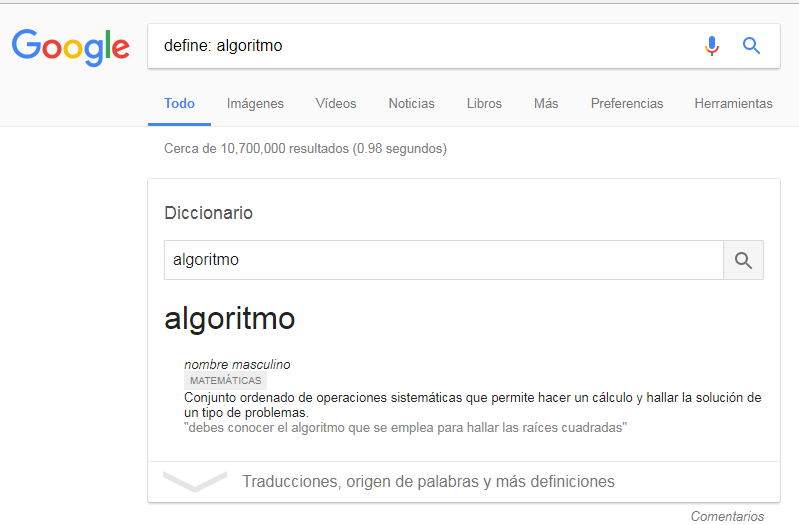 Google
define: algoritmo
Todo Imágenes Vídeos Noticias Libros Más Preferencias Herramientas
Cerca de 10,700,000 resultados (0.98 segundos)
Diccionario
algoritmo
algoritmo
nombre masculino
MATEMÁTICAS
Conjunto ordenado de operaciones sistemáticas que permite hacer un cálculo y hallar la solución de
un tipo de problemas.
"debes conocer el algoritmo que se emplea para hallar las raíces cuadradas"
Traducciones, origen de palabras y más definiciones
Comentarios